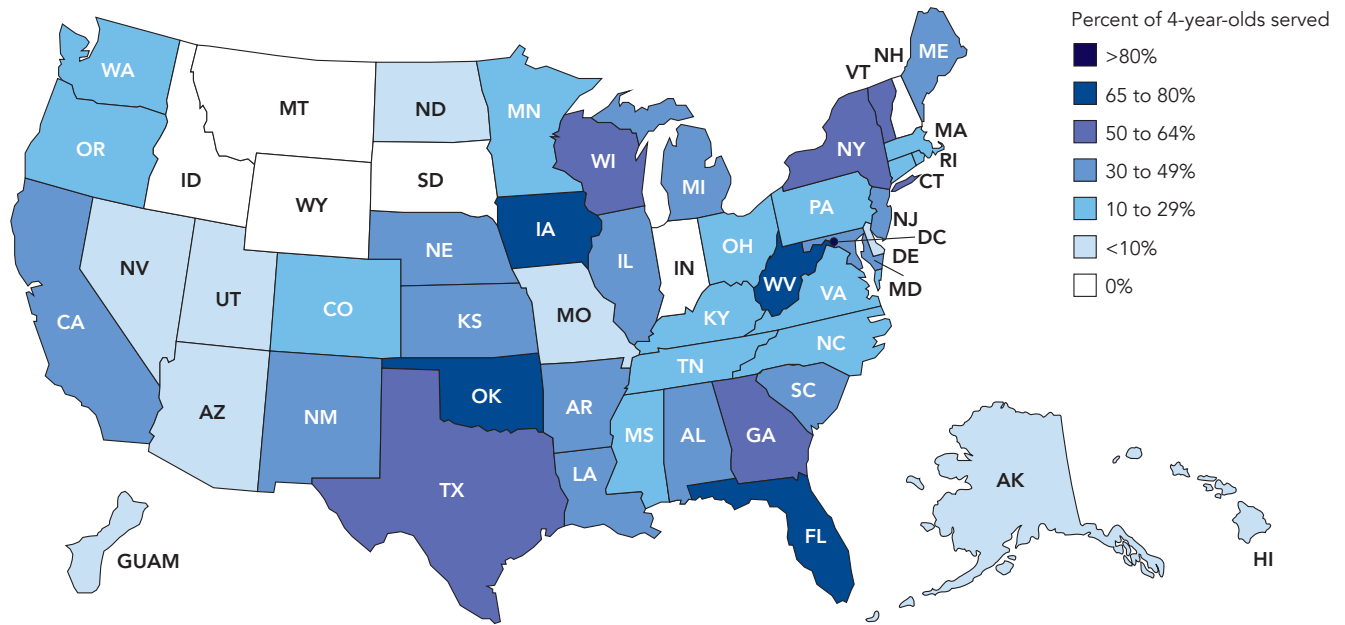 Percent of 4-year-olds served
>80%
65 to 80%
50 to 64%
30 to 49%
10 to 29%
<10%
0%
WA
MT
ND
MN
VT
NH
ME
OR
ID
WY
SD
WI
MI
NY
MA
RI
CT
NV
UT
CO
NE
KS
IA
MO
IL
IN
OH
PA
NJ
DC
DE
MD
WV
VA
KY
CA
AZ
NM
OK
AR
TN
NC
SC
TX
LA
MS
AL
GA
FL
GUAM
AK
HI